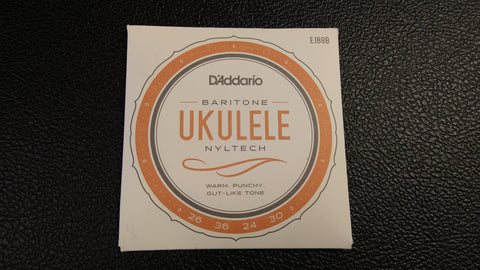 EJ88B
D'Addario
BARITONE
UKULELE
NYLTECH
WARM, PUNCHY,
GUT-LIKE TONE
26 36 24 30